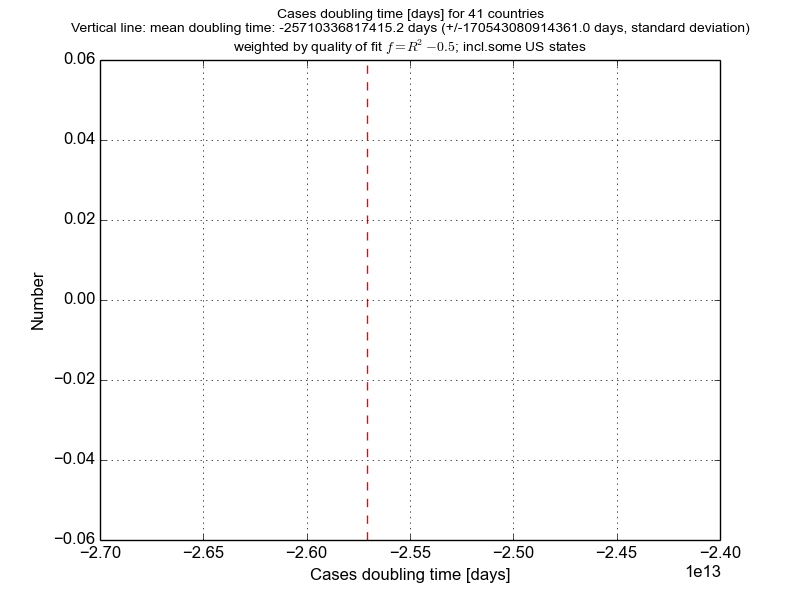 Cases doubling time [days] for 41 countries
Vertical line: mean doubling time: -25710336817415.2 days (+/-170543080914361.0 days, standard deviation)
weighted by quality of fit f=R² −0.5; incl.some US states
0.06
0.04
0.02
0.00
−0.02
−0.04
−0.06
Number
−2.70 −2.65 −2.60 −2.55 −2.50 −2.45 −2.40
1e13
Cases doubling time [days]